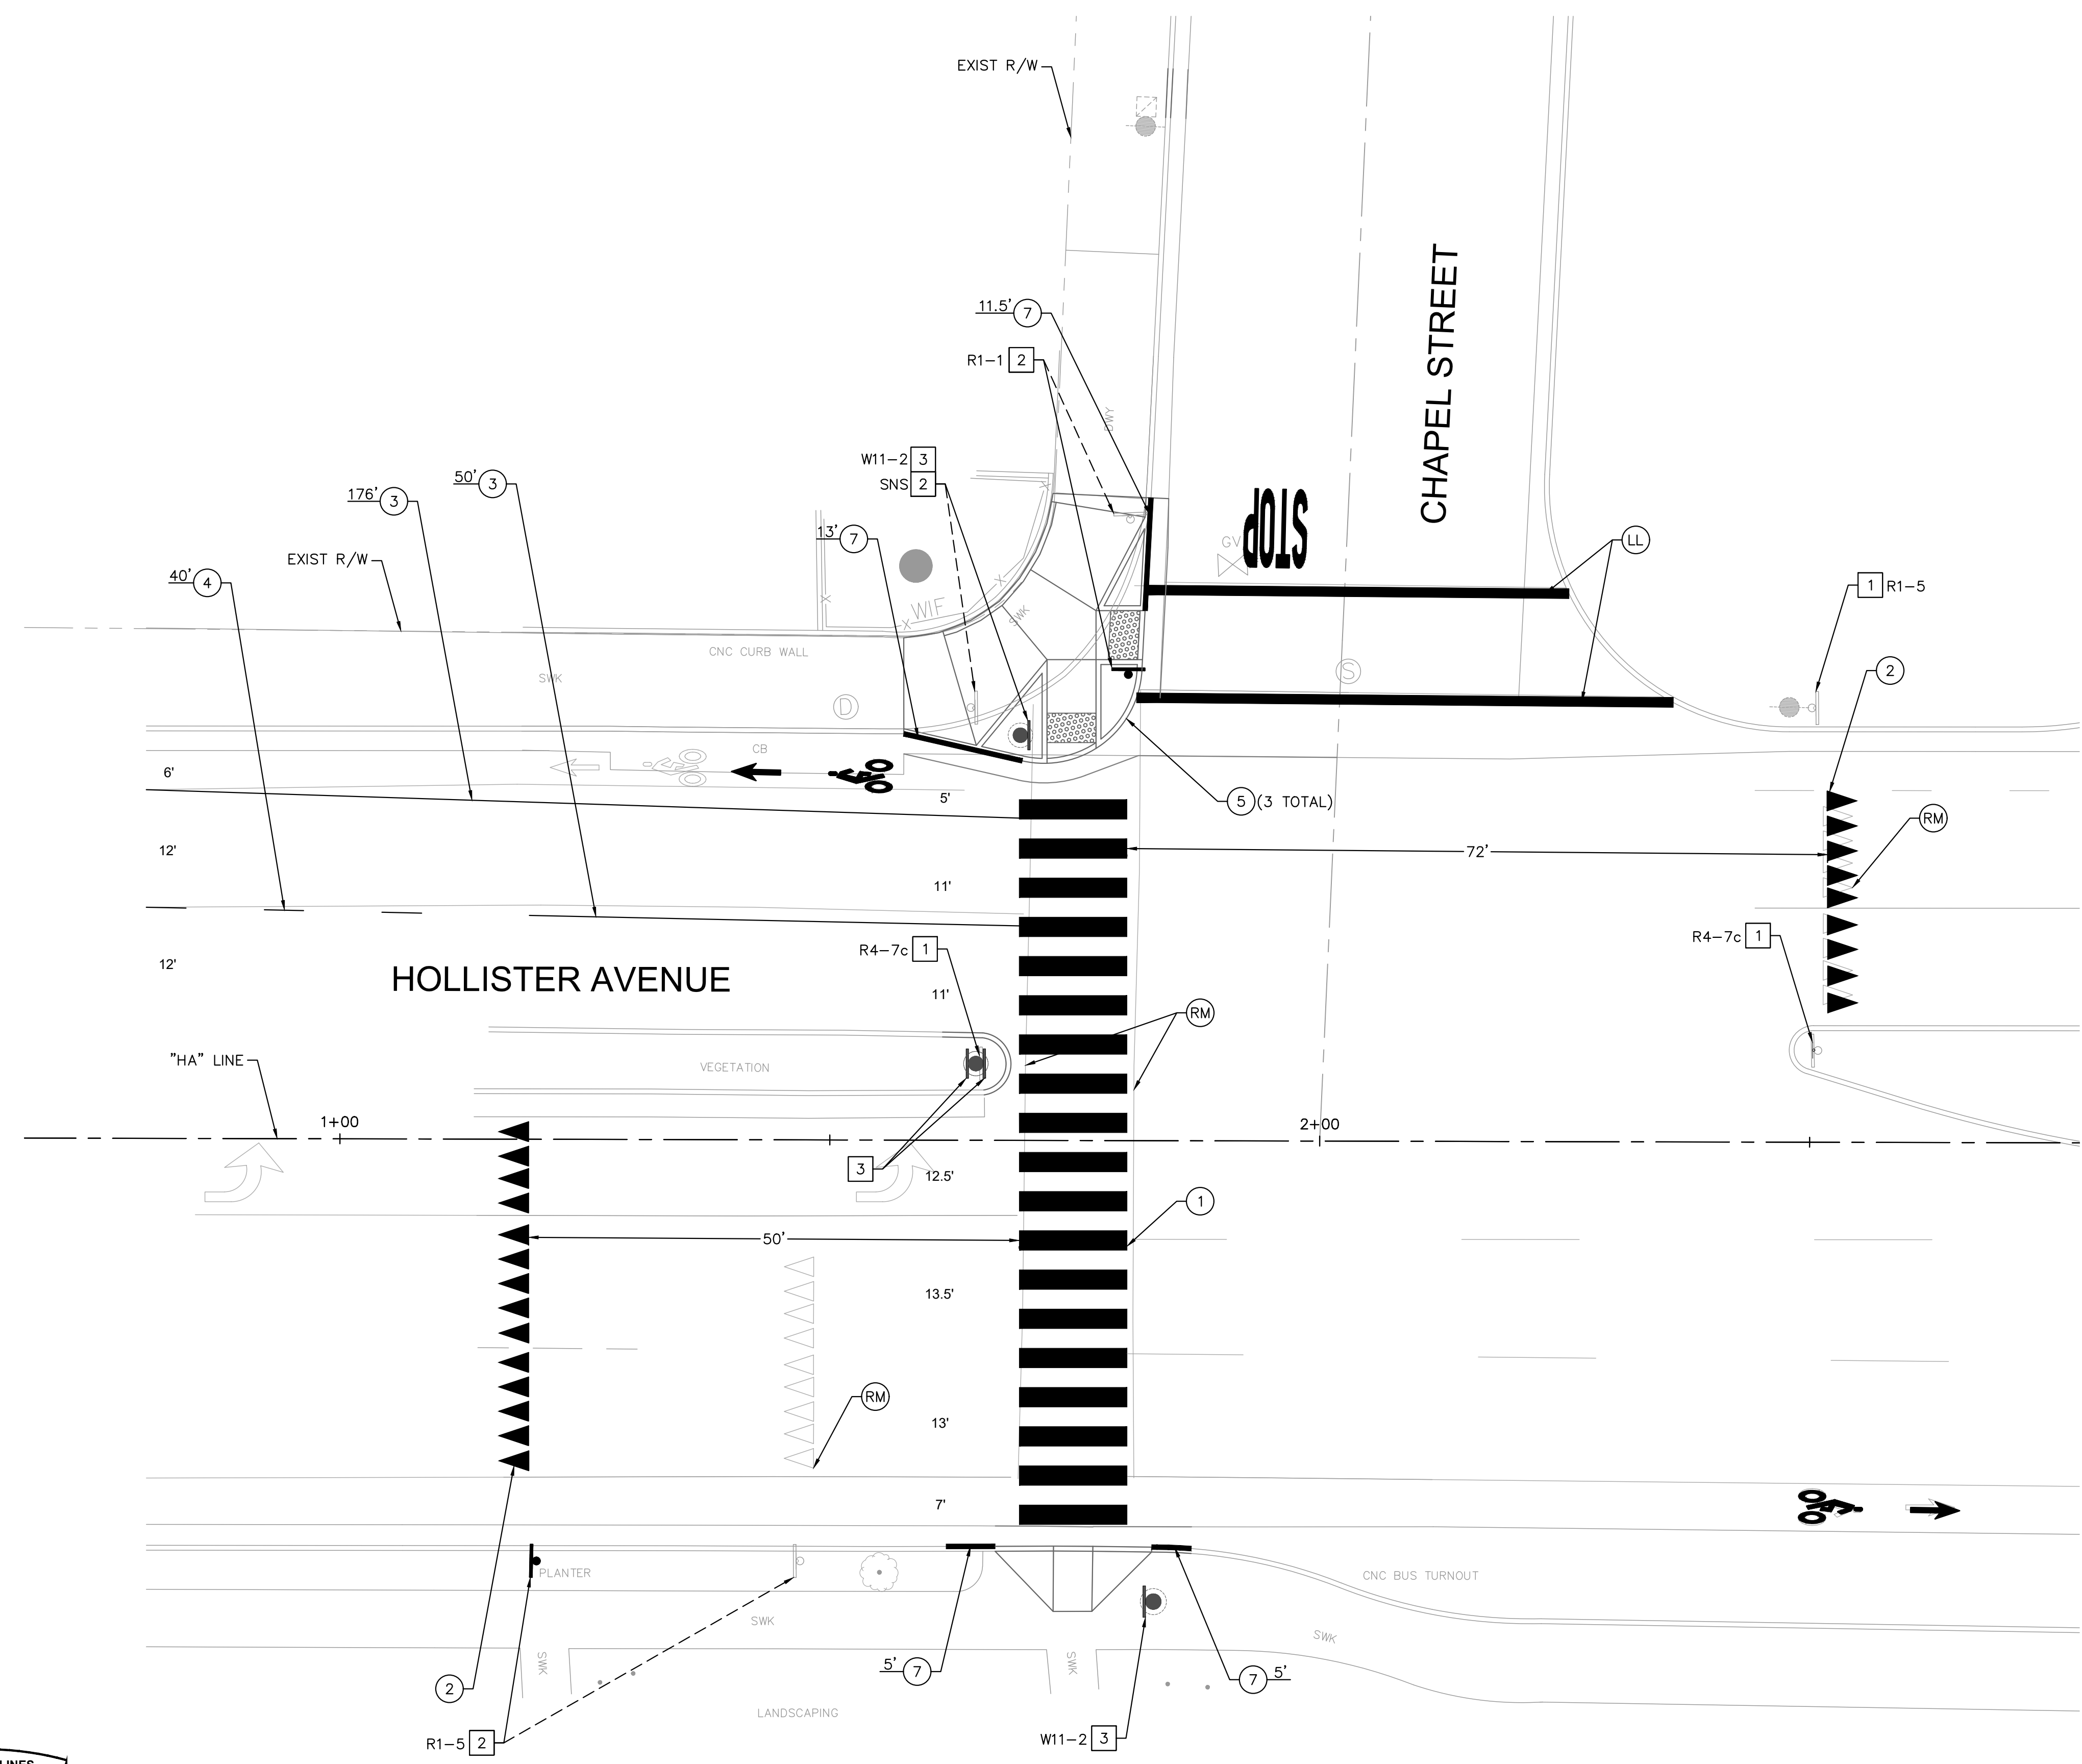 EXIST R/W
CHAPEL STREET
11.5' 7
R1-1 2
DWY
W11-2 3
SNS 2
50' 3
176' 3
13' 7
STOP
GV
LL
EXIST R/W
40' 4
1 R1-5
WIF
X
X
X
X
SWK
CNC CURB WALL
SWK
2
D
S
CB
6'
5'
5 (3 TOTAL)
RM
12'
72'
11'
R4-7c 1
R4-7c 1
12'
HOLLISTER AVENUE
11'
RM
"HA" LINE
VEGETATION
1+00
2+00
3
12.5'
1
50'
13.5'
RM
13'
7'
PLANTER
CNC BUS TURNOUT
SWK
SWK
SWK
SWK
5' 7
7 5'
2
LANDSCAPING
R1-5 2
W11-2 3
LINES